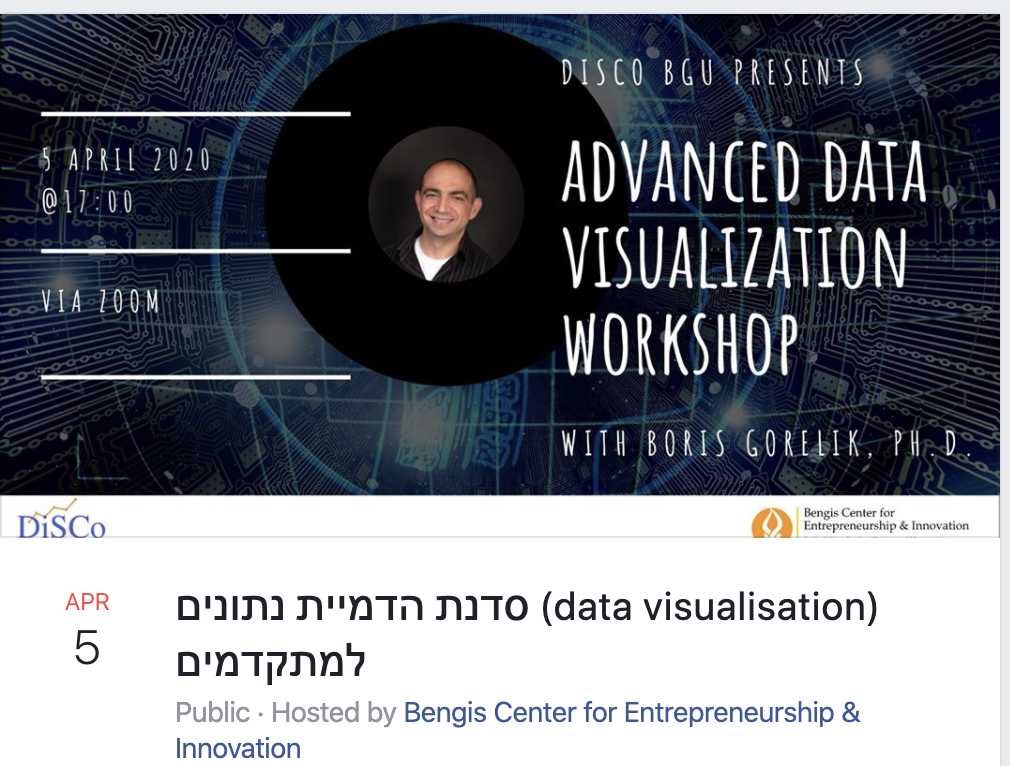 DISCO BGU PRESENTS
5 APRIL 2020
@17:00
VIA ZOOM
ADVANCED DATA
VISUALIZATION
WORKSHOP
WITH BORIS GORELIK, PH.D.
DiSCo
Bengis Center for
Entrepreneurship & Innovation
APR
5
סדנת הדמיית נתונים (data visualisation)
למתקדמים
Public · Hosted by Bengis Center for Entrepreneurship &
Innovation